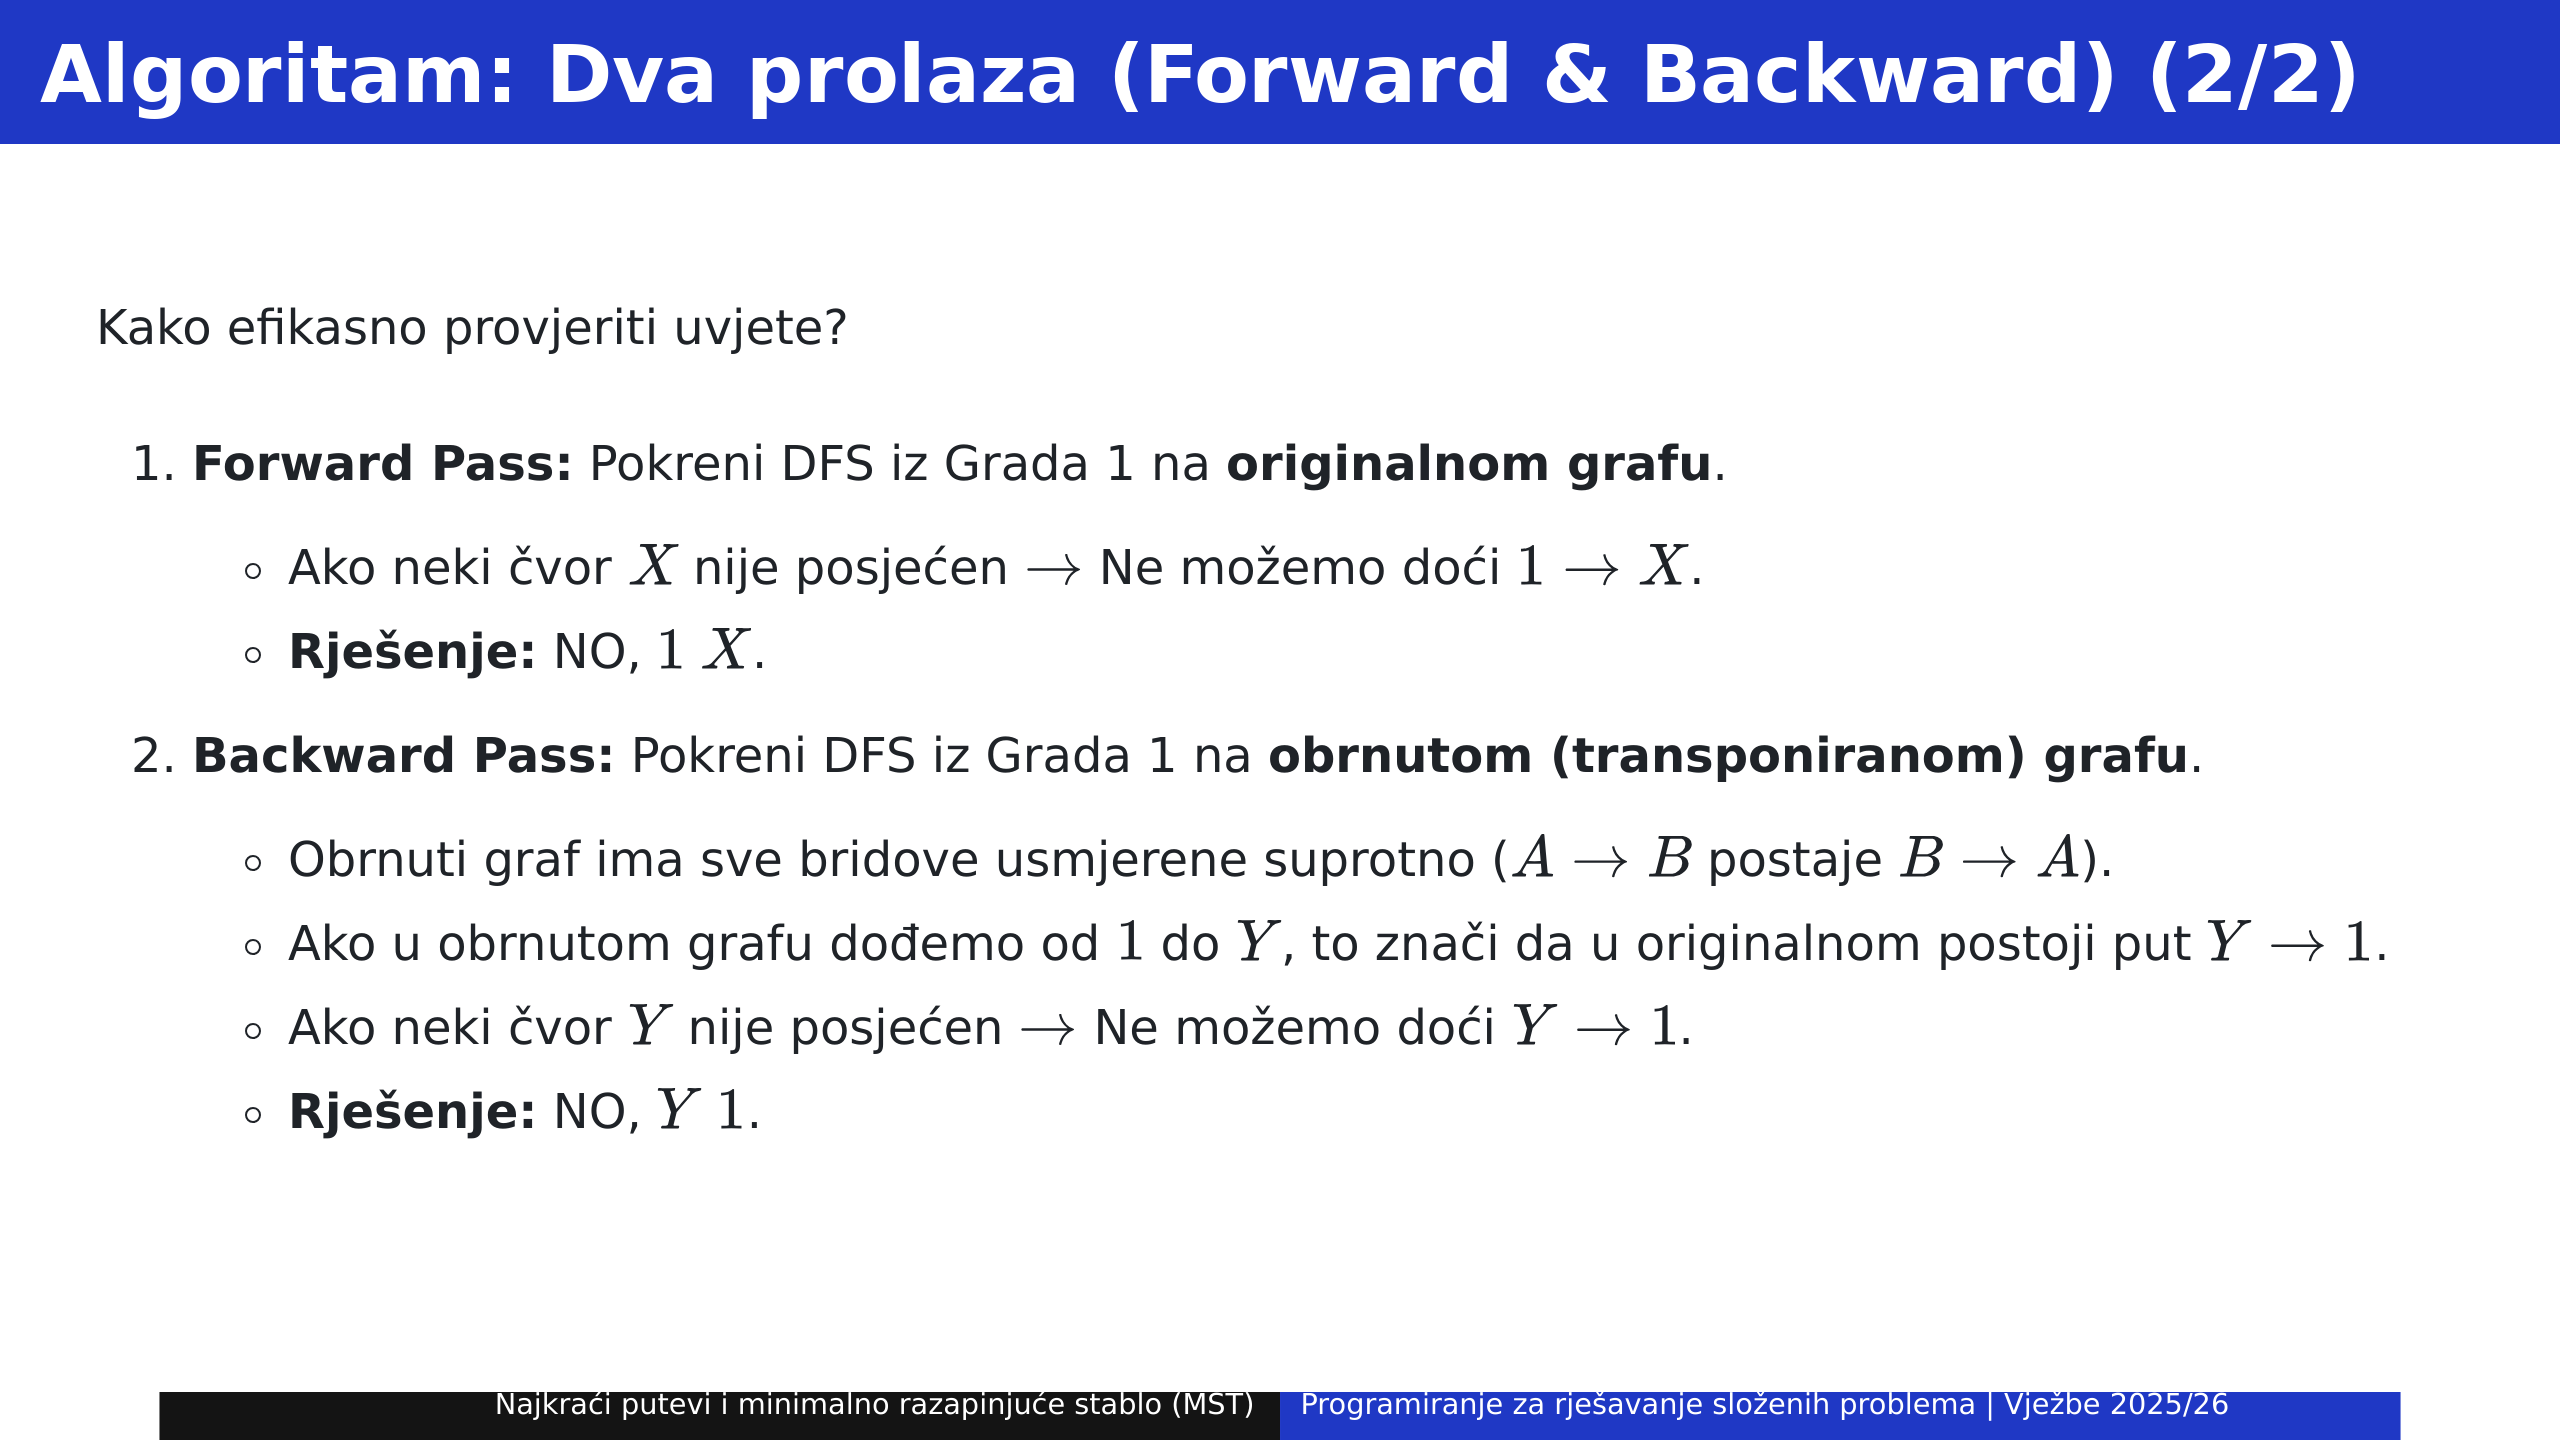 Algoritam: Dva prolaza (Forward & Backward) (2/2)
Kako efikasno provjeriti uvjete?
1. Forward Pass: Pokreni DFS iz Grada 1 na originalnom grafu.
◦ Ako neki čvor X nije posjećen → Ne možemo doći 1 → X.
◦ Rješenje: NO, 1 X.
2. Backward Pass: Pokreni DFS iz Grada 1 na obrnutom (transponiranom) grafu.
◦ Obrnuti graf ima sve bridove usmjerene suprotno (A → B postaje B → A).
◦ Ako u obrnutom grafu dođemo od 1 do Y, to znači da u originalnom postoji put Y → 1.
◦ Ako neki čvor Y nije posjećen → Ne možemo doći Y → 1.
◦ Rješenje: NO, Y 1.
Najkraći putevi i minimalno razapinjuće stablo (MST)
Programiranje za rješavanje složenih problema | Vježbe 2025/26